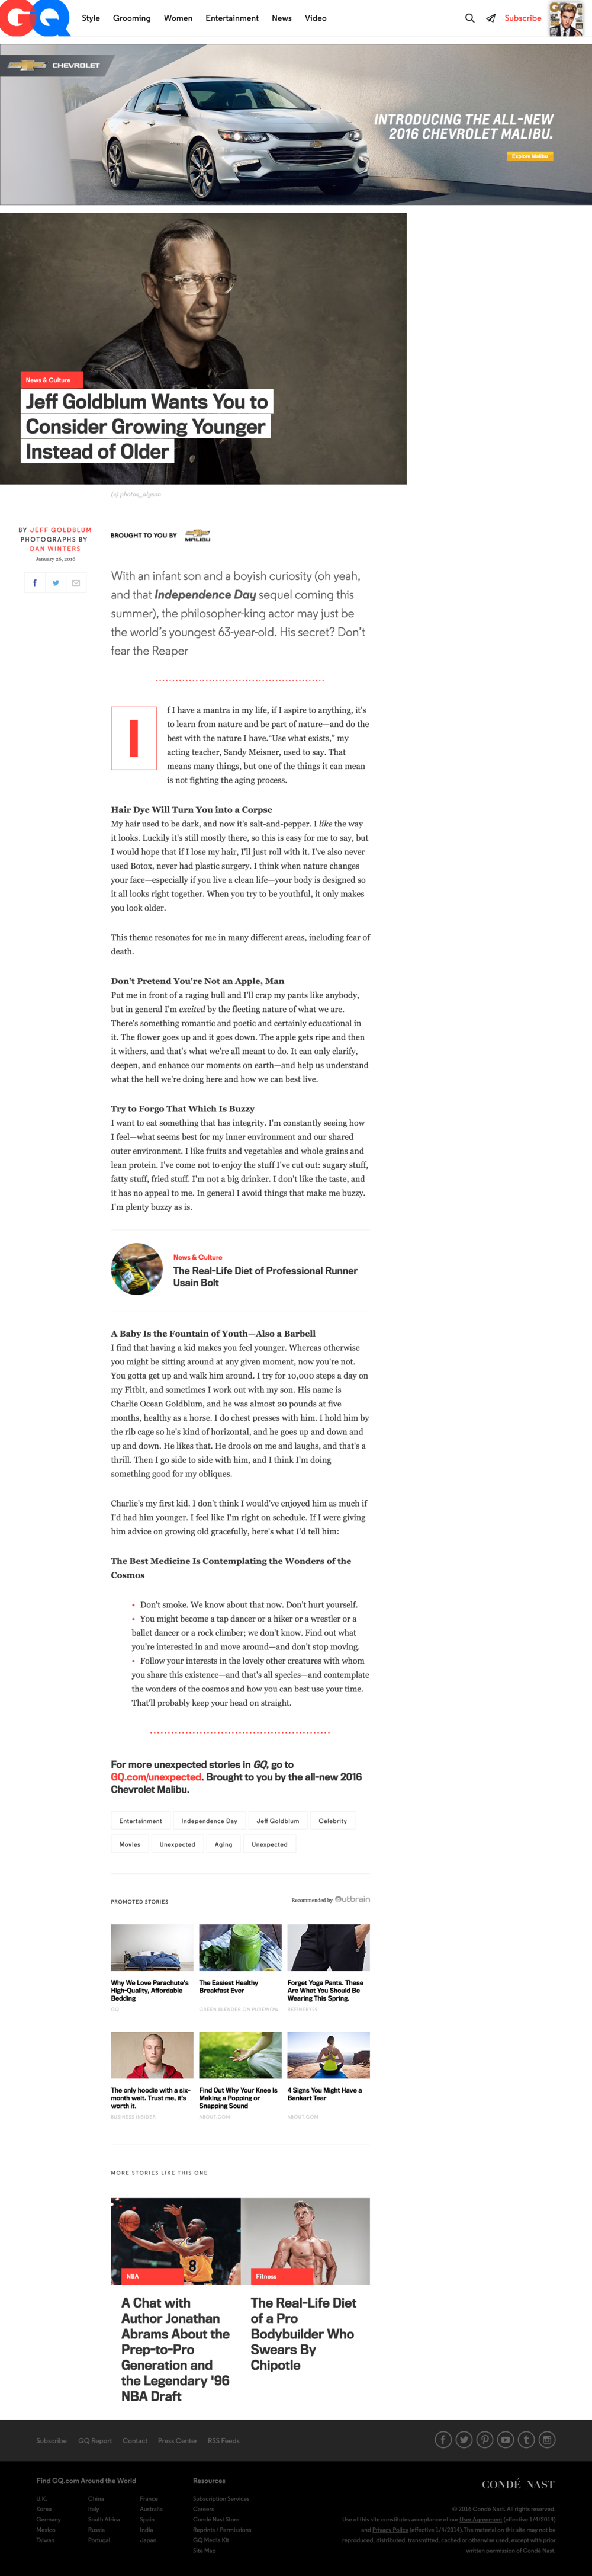 GQ
Style Grooming Women Entertainment News Video
Subscribe
CHEVROLET
INTRODUCING THE ALL-NEW
2016 CHEVROLET MALIBU.
Explore Malibu
News & Culture
Jeff Goldblum Wants You to
Consider Growing Younger
Instead of Older
BY JEFF GOLDBLUM
PHOTOGRAPHS BY
DAN WINTERS
January 26, 2016
BROUGHT TO YOU BY
MALIBU
With an infant son and a boyish curiosity (oh yeah,
and that Independence Day sequel coming this
summer), the philosopher-king actor may just be
the world's youngest 63-year-old. His secret? Don't
fear the Reaper
If I have a mantra in my life, if I aspire to anything, it's
to learn from nature and be part of nature—and do the
best with the nature I have.“Use what exists,” my
acting teacher, Sandy Meisner, used to say. That
means many things, but one of the things it can mean
is not fighting the aging process.
Hair Dye Will Turn You into a Corpse
My hair used to be dark, and now it's salt-and-pepper. I like the way
it looks. Luckily it's still mostly there, so this is easy for me to say, but
I would hope that if I lose my hair, I'll just roll with it. I've also never
used Botox, never had plastic surgery. I think when nature changes
your face—especially if you live a clean life—your body is designed so
it all looks right together. When you try to be youthful, it only makes
you look older.
This theme resonates for me in many different areas, including fear of
death.
Don't Pretend You're Not an Apple, Man
Put me in front of a raging bull and I'll crap my pants like anybody,
but in general I'm excited by the fleeting nature of what we are.
There's something romantic and poetic and certainly educational in
it. The flower goes up and it goes down. The apple gets ripe and then
it withers, and that's what we're all meant to do. It can only clarify,
deepen, and enhance our moments on earth—and help us understand
what the hell we're doing here and how we can best live.
Try to Forgo That Which Is Buzzy
I want to eat something that has integrity. I'm constantly seeing how
I feel—what seems best for my inner environment and our shared
outer environment. I like fruits and vegetables and whole grains and
lean protein. I've come not to enjoy the stuff I've cut out: sugary stuff,
fatty stuff, fried stuff. I'm not a big drinker. I don't like the taste, and
it has no appeal to me. In general I avoid things that make me buzzy.
I'm plenty buzzy as is.
News & Culture
The Real-Life Diet of Professional Runner
Usain Bolt
A Baby Is the Fountain of Youth—Also a Barbell
I find that having a kid makes you feel younger. Whereas otherwise
you might be sitting around at any given moment, now you're not.
You gotta get up and walk him around. I try for 10,000 steps a day on
my Fitbit, and sometimes I work out with my son. His name is
Charlie Ocean Goldblum, and he was almost 20 pounds at five
months, healthy as a horse. I do chest presses with him. I hold him by
the rib cage so he's kind of horizontal, and he goes up and down and
up and down. He likes that. He drools on me and laughs, and that's a
thrill. Then I go side to side with him, and I think I'm doing
something good for my obliques.
Charlie's my first kid. I don't think I would've enjoyed him as much if
I'd had him younger. I feel like I'm right on schedule. If I were giving
him advice on growing old gracefully, here's what I'd tell him:
The Best Medicine Is Contemplating the Wonders of the
Cosmos
• Don't smoke. We know about that now. Don't hurt yourself.
• You might become a tap dancer or a hiker or a wrestler or a
ballet dancer or a rock climber; we don't know. Find out what
you're interested in and move around—and don't stop moving.
• Follow your interests in the lovely other creatures with whom
you share this existence—and that's all species—and contemplate
the wonders of the cosmos and how you can best use your time.
That'll probably keep your head on straight.
For more unexpected stories in GQ, go to
GQ.com/unexpected. Brought to you by the all-new 2016
Chevrolet Malibu.
Entertainment Independence Day Jeff Goldblum Celebrity
Movies Unexpected Aging Unexpected
PROMOTED STORIES
Recommended by Outbrain
Why We Love Parachute's
High-Quality, Affordable
Bedding
GQ
The Easiest Healthy
Breakfast Ever
GREEN BLENDER ON PUREWOW
Forget Yoga Pants. These
Are What You Should Be
Wearing This Spring.
REFINERY29
The only hoodie with a six-
month wait. Trust me, it's
worth it.
BUSINESS INSIDER
Find Out Why Your Knee Is
Making a Popping or
Snapping Sound
ABOUT.COM
4 Signs You Might Have a
Bankart Tear
ABOUT.COM
MORE STORIES LIKE THIS ONE
8
NBA
A Chat with
Author Jonathan
Abrams About the
Prep-to-Pro
Generation and
the Legendary '96
NBA Draft
Fitness
The Real-Life Diet
of a Pro
Bodybuilder Who
Swears By
Chipotle
Subscribe GQ Report Contact Press Center RSS Feeds
Find GQ.com Around the World
U.K. China France
Korea Italy Australia
Germany South Africa Spain
Mexico Russia India
Taiwan Portugal Japan
Resources
Subscription Services
Careers
Condé Nast Store
Reprints / Permissions
GQ Media Kit
Site Map
CONDÉ NAST
© 2016 Condé Nast. All rights reserved.
Use of this site constitutes acceptance of our User Agreement (effective 1/4/2014)
and Privacy Policy (effective 1/4/2014).The material on this site may not be
reproduced, distributed, transmitted, cached or otherwise used, except with prior
written permission of Condé Nast.